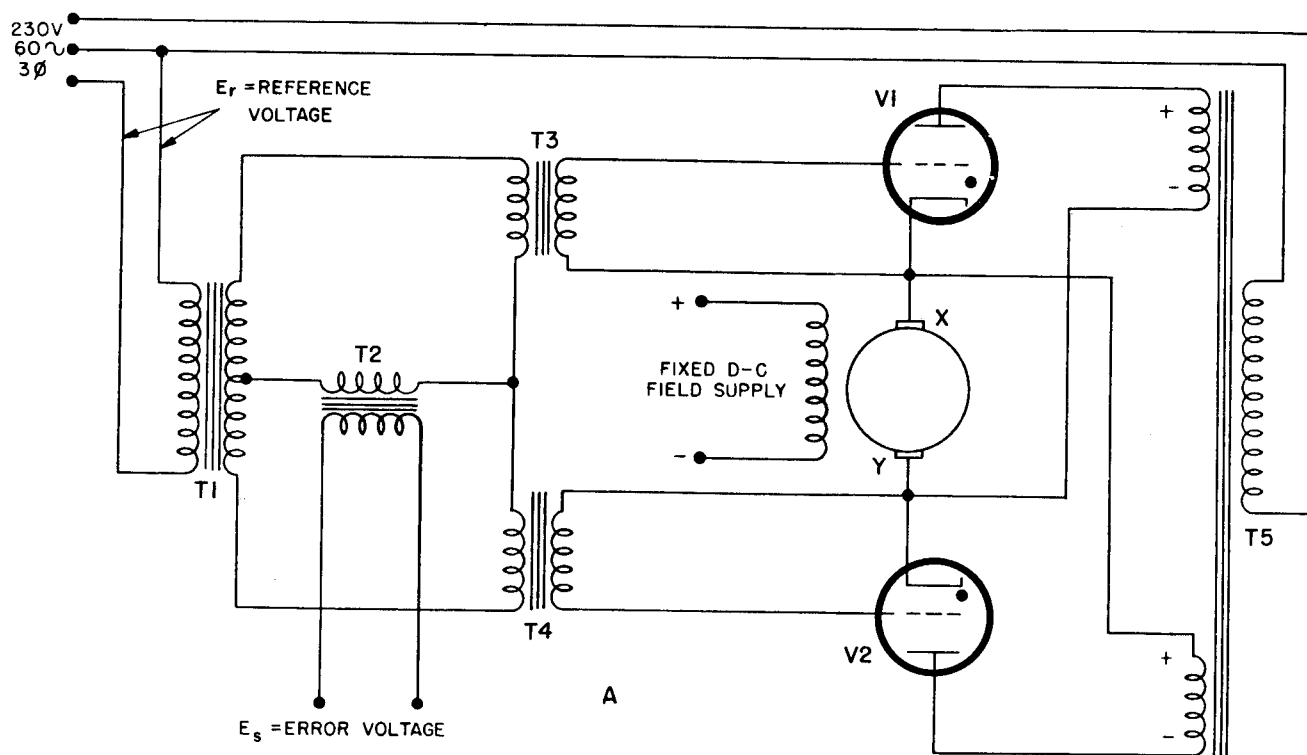 230V
60~
3Ø
Er = REFERENCE
VOLTAGE
V1
T3
+
-
T2
+
X
FIXED D-C
FIELD SUPPLY
-
Y
T1
T5
T4
V2
+
A
-
Es = ERROR VOLTAGE